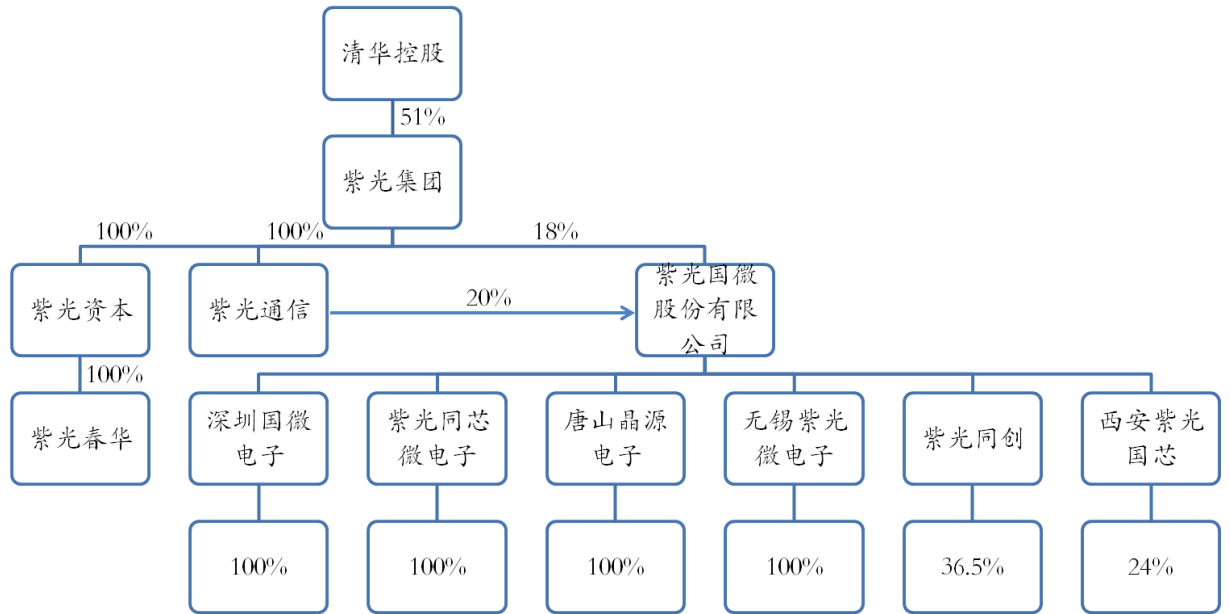 清华控股
51%
紫光集团
100%
100%
18%
紫光资本
紫光通信
20%
紫光国微
股份有限
公司
100%
紫光春华
深圳国微
电子
紫光同芯
微电子
唐山晶源
电子
无锡紫光
微电子
紫光同创
西安紫光
国芯
100%
100%
100%
100%
36.5%
24%